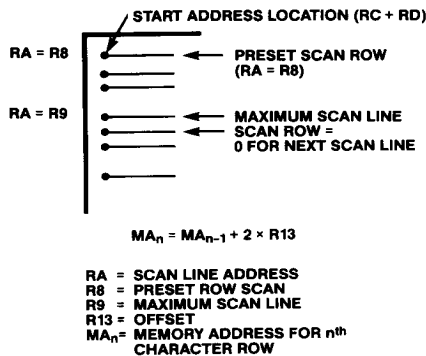 START ADDRESS LOCATION (RC + RD)
RA = R8
PRESET SCAN ROW
(RA = R8)
RA = R9
MAXIMUM SCAN LINE
SCAN ROW =
0 FOR NEXT SCAN LINE
MAn = MAn-1 + 2 × R13
RA = SCAN LINE ADDRESS
R8 = PRESET ROW SCAN
R9 = MAXIMUM SCAN LINE
R13 = OFFSET
MAn = MEMORY ADDRESS FOR nth
CHARACTER ROW